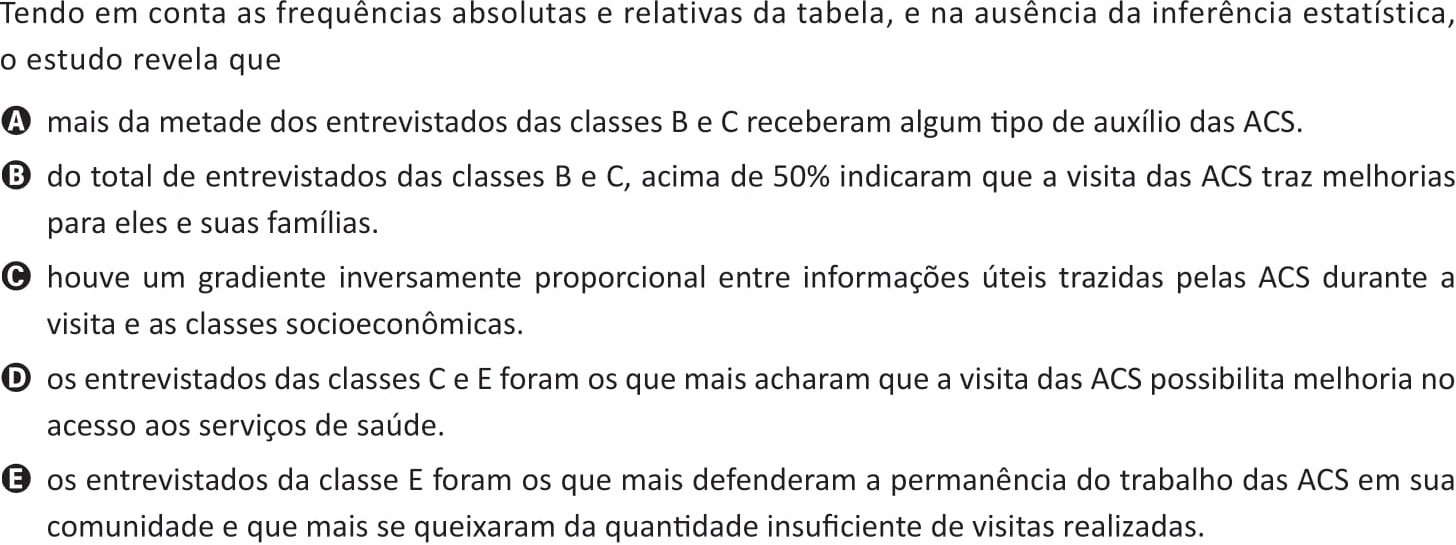 Tendo em conta as frequências absolutas e relativas da tabela, e na ausência da inferência estatística,
o estudo revela que
A mais da metade dos entrevistados das classes B e C receberam algum tipo de auxílio das ACS.
B do total de entrevistados das classes B e C, acima de 50% indicaram que a visita das ACS traz melhorias
para eles e suas famílias.
C houve um gradiente inversamente proporcional entre informações úteis trazidas pelas ACS durante a
visita e as classes socioeconômicas.
D os entrevistados das classes C e E foram os que mais acharam que a visita das ACS possibilita melhoria no
acesso aos serviços de saúde.
E os entrevistados da classe E foram os que mais defenderam a permanência do trabalho das ACS em sua
comunidade e que mais se queixaram da quantidade insuficiente de visitas realizadas.